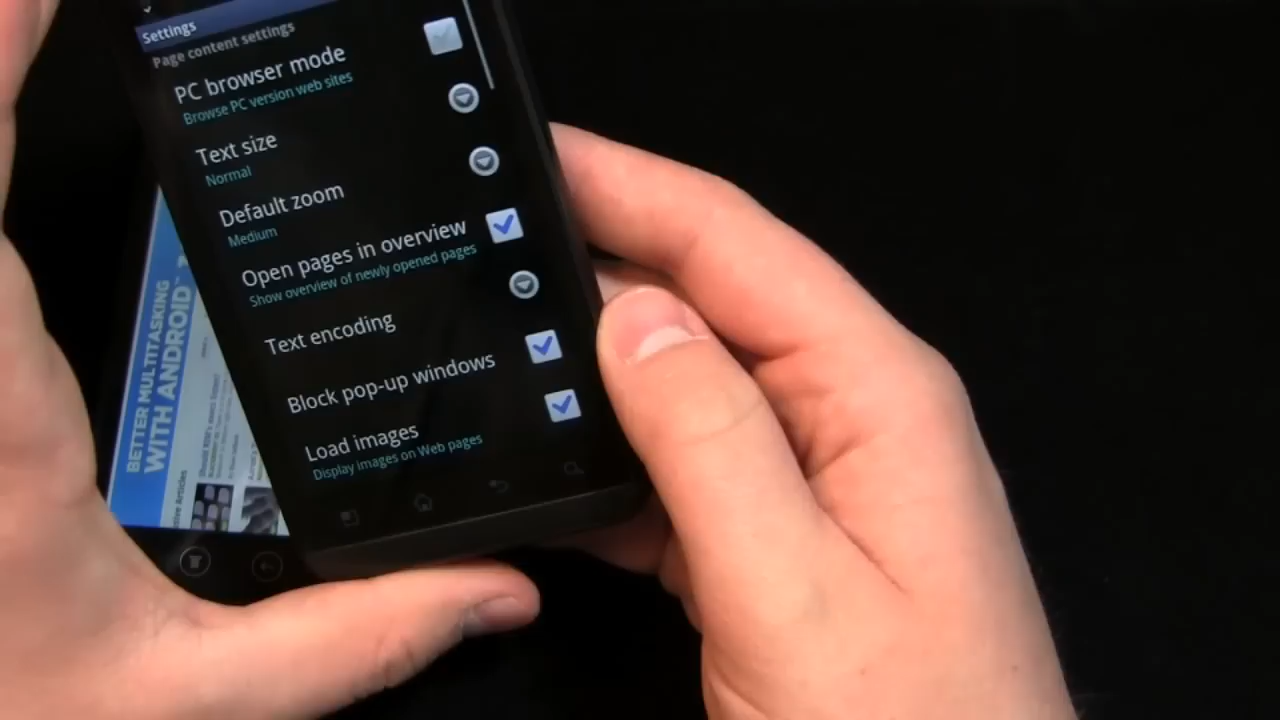 Settings
Page content settings
PC browser mode
Browse PC version web sites
Text size
Normal
Default zoom
Medium
Open pages in overview
Show overview of newly opened pages
Text encoding
Block pop-up windows
Load images
Display images on Web pages
BETTER MULTITASKING
WITH ANDROID™
Articles